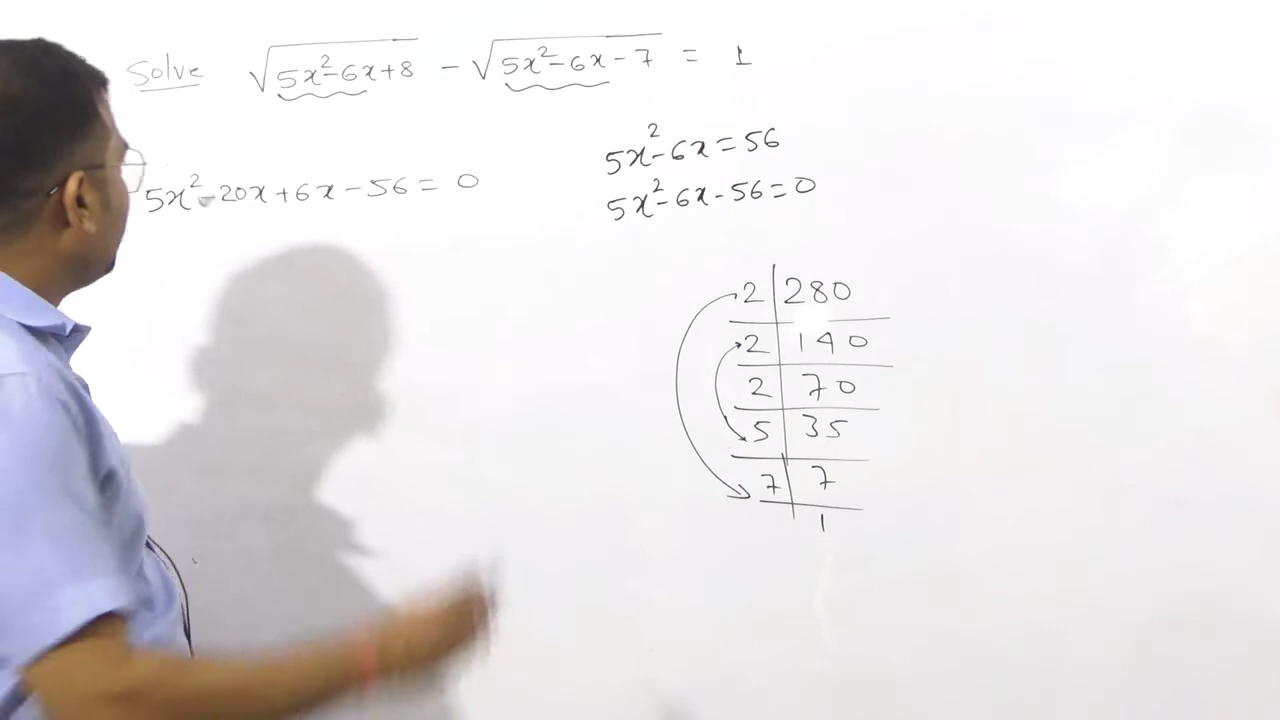 Solve √(5x²-6x+8) - √(5x²-6x-7) = 1
5x²-6x=56
5x²-20x+6x-56=0
5x²-6x-56=0
2 | 280
2 | 140
2 | 70
5 | 35
7 | 7
1